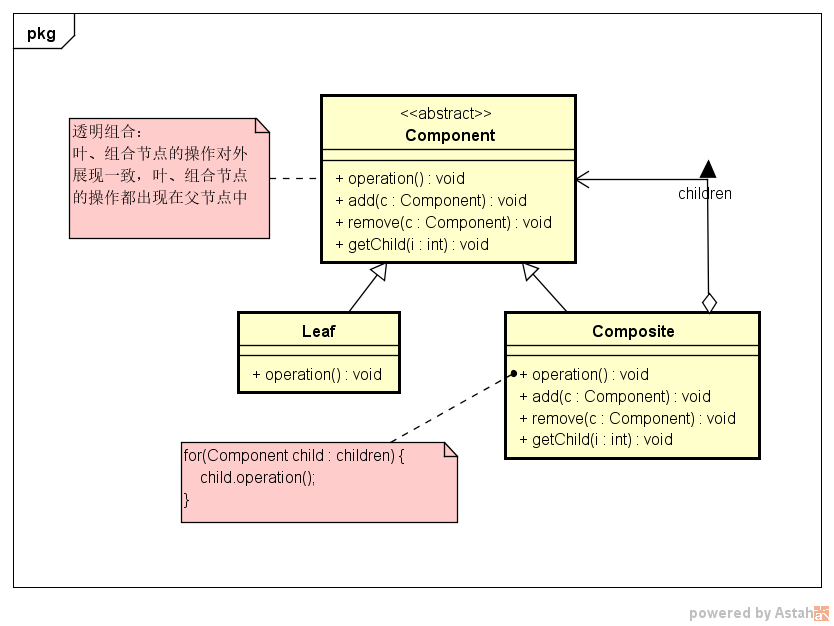 pkg
<<abstract>>
Component
+ operation() : void
+ add(c : Component) : void
+ remove(c : Component) : void
+ getChild(i : int) : void
透明组合：
叶、组合节点的操作对外
展现一致，叶、组合节点
的操作都出现在父节点中
children
Leaf
+ operation() : void
Composite
+ operation() : void
+ add(c : Component) : void
+ remove(c : Component) : void
+ getChild(i : int) : void
for(Component child : children) {
child.operation();
}
powered by Astah